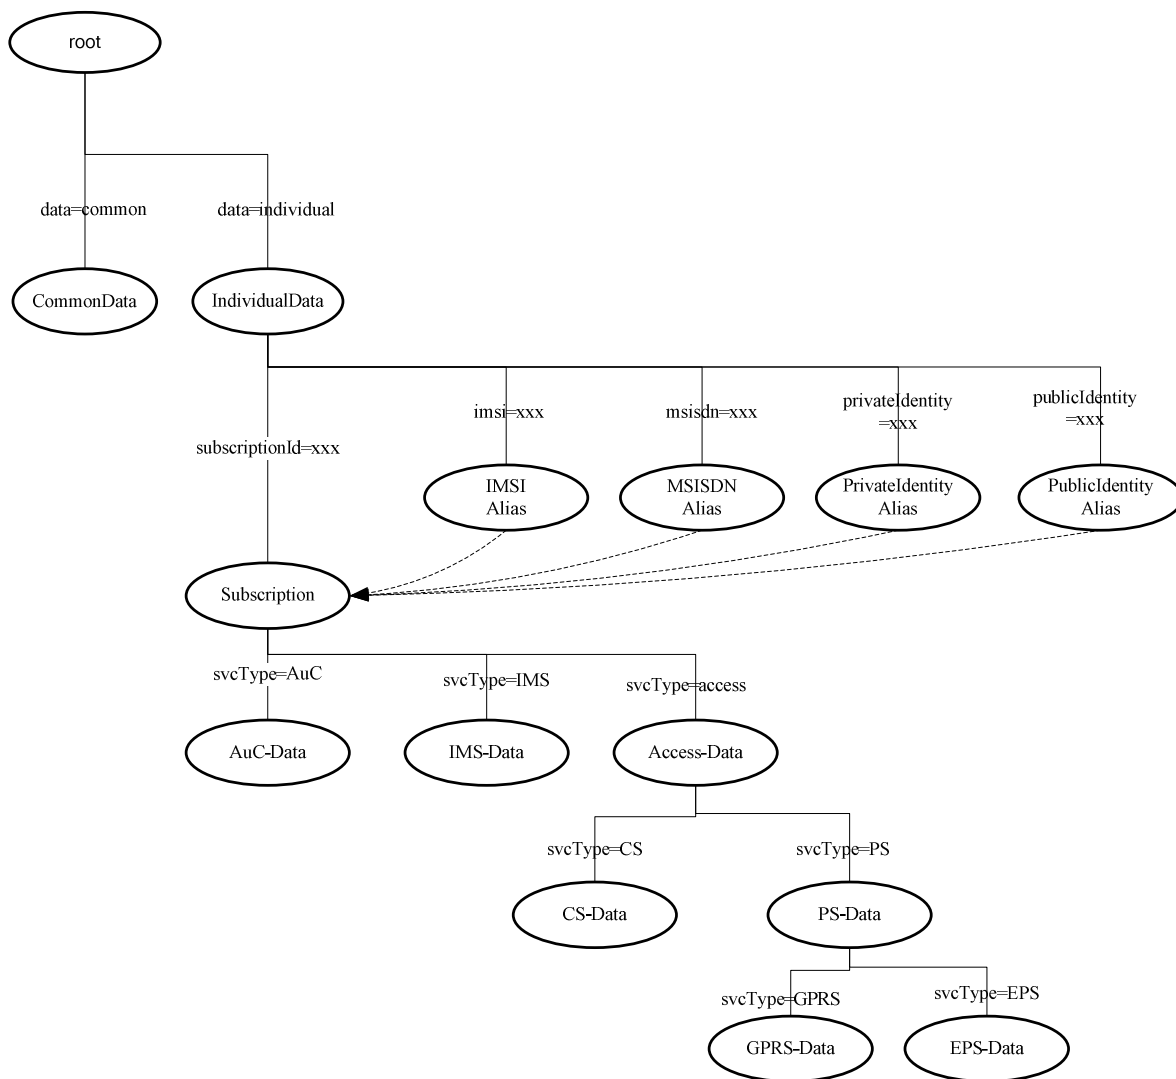 root
data=common
data=individual
CommonData
IndividualData
imsi=xxx
msisdn=xxx
privateIdentity
=xxx
publicIdentity
=xxx
subscriptionId=xxx
IMSI
Alias
MSISDN
Alias
PrivateIdentity
Alias
PublicIdentity
Alias
Subscription
svcType=AuC
svcType=IMS
svcType=access
AuC-Data
IMS-Data
Access-Data
svcType=CS
svcType=PS
CS-Data
PS-Data
svcType=GPRS
svcType=EPS
GPRS-Data
EPS-Data